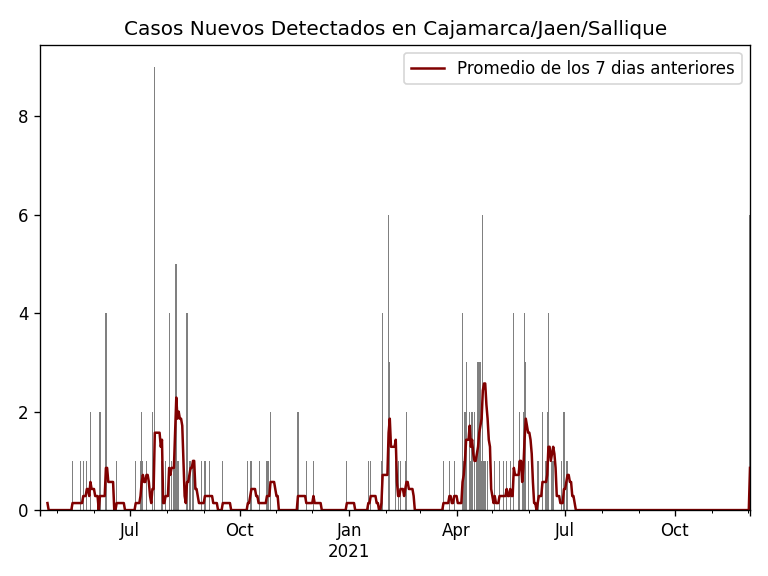 Casos Nuevos Detectados en Cajamarca/Jaen/Sallique
Promedio de los 7 dias anteriores
8
6
4
2
0
Jul
Oct
Jan
2021
Apr
Jul
Oct